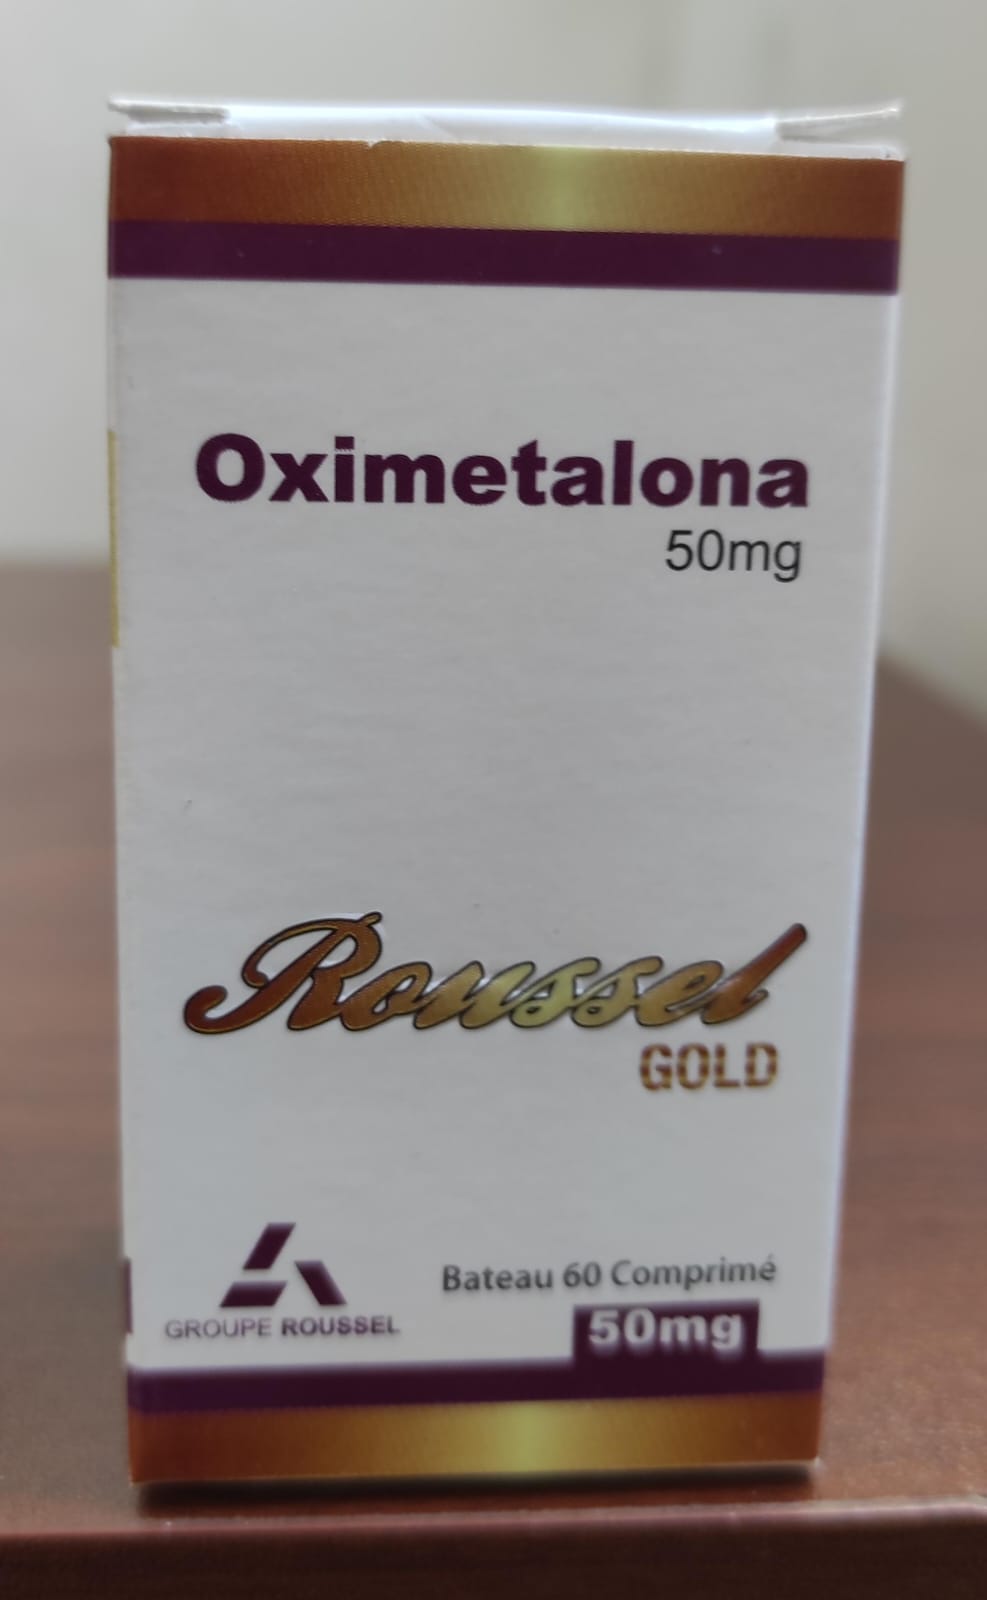 Oximetalona
50mg
Roussel
GOLD
GROUPE ROUSSEL
Bateau 60 Comprimé
50mg